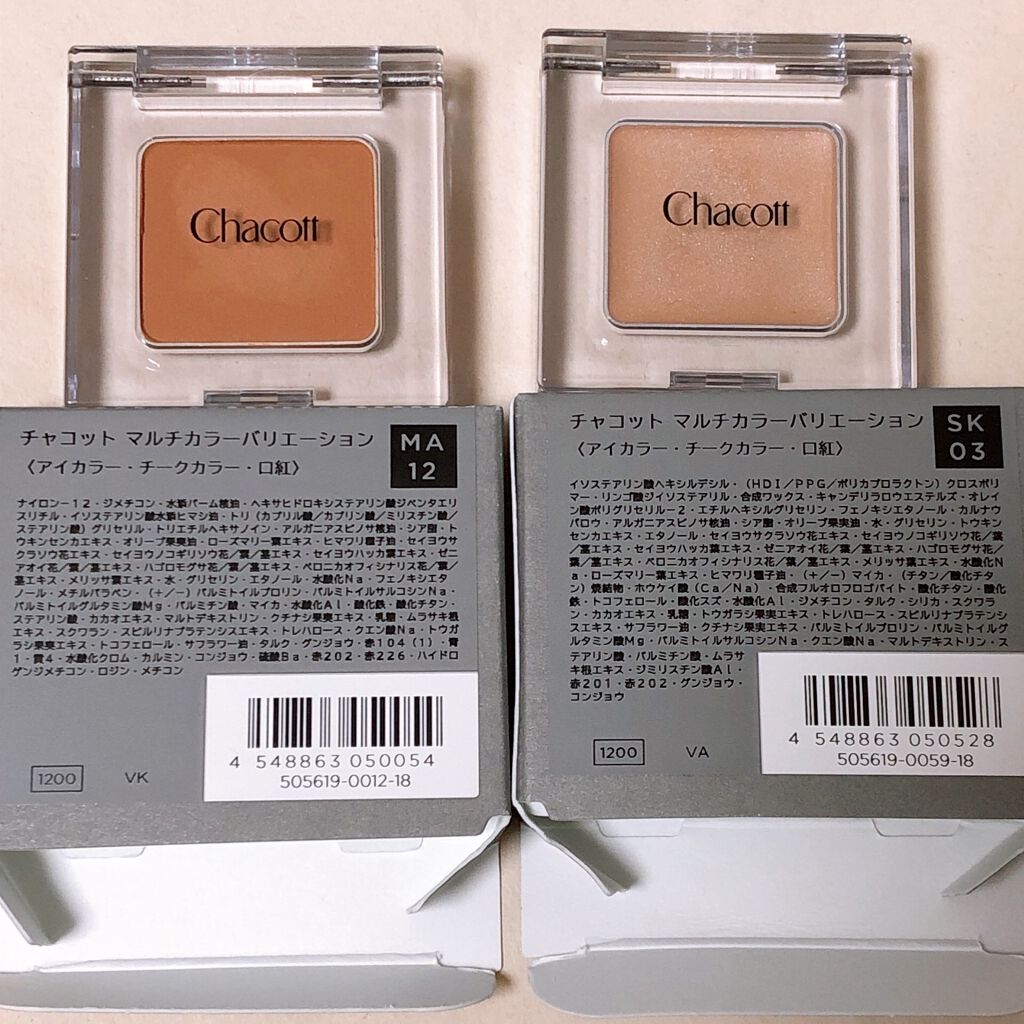 Chacott
チャコット マルチカラーバリエーション
〈アイカラー・チークカラー・口紅〉
MA
12
ナイロン-12・ジメチコン・水添パーム核油・ヘキサヒドロキシステアリン酸ジペンタエリ
スリチル・イソステアリン酸水添ヒマシ油・トリ（カプリル酸/カプリン酸/ミリスチン酸/
ステアリン酸）グリセリル・トリエチルヘキサノイン・アルガニアスピノサ核油・シア脂・ト
ウキンセンカエキス・オリーブ果実油・ローズマリー葉エキス・ヒマワリ種子油・セイヨウサ
クラソウ花エキス・セイヨウノコギリソウ花/葉/茎エキス・セイヨウハッカ葉エキス・ゼニ
アオイ花/葉/茎エキス・ハゴロモグサ花/葉/茎エキス・ベロニカオフィシナリス花/葉/
茎エキス・メリッサ葉エキス・水・グリセリン・エタノール・水酸化Na・フェノキシエタ
ノール・メチルパラベン・（+/−）パルミトイルプロリン・パルミトイルサルコシンNa・
パルミトイルグルタミン酸Mg・パルミチン酸・マイカ・水酸化Al・酸化鉄・酸化チタン・
ステアリン酸・カカオエキス・マルトデキストリン・クチナシ果実エキス・乳糖・ムラサキ根
エキス・スクワラン・スピルリナプラテンシスエキス・トレハロース・クエン酸Na・トウガ
ラシ果実エキス・トコフェロール・サフラワー油・タルク・グンジョウ・赤104（1）・青
1・黄4・水酸化クロム・カルミン・コンジョウ・硫酸Ba・赤202・赤226・ハイドロ
ゲンジメチコン・ロジン・メチコン
4 548863 050054
505619-0012-18
1200
VK
Chacott
チャコット マルチカラーバリエーション
〈アイカラー・チークカラー・口紅〉
SK
03
イソステアリン酸ヘキシルデシル・（HDI/PPG/ポリカプロラクトン）クロスポリ
マー・リンゴ酸ジイソステアリル・合成ワックス・キャンデリラロウエステルズ・オレイ
ン酸ポリグリセリル-2・エチルヘキシルグリセリン・フェノキシエタノール・カルナウ
バロウ・アルガニアスピノサ核油・シア脂・オリーブ果実油・水・グリセリン・トウキン
センカエキス・エタノール・セイヨウサクラソウ花エキス・セイヨウノコギリソウ花/葉
/茎エキス・セイヨウハッカ葉エキス・ゼニアオイ花/葉/茎エキス・ハゴロモグサ花/
葉/茎エキス・ベロニカオフィシナリス花/葉/茎エキス・メリッサ葉エキス・水酸化N
a・ローズマリー葉エキス・ヒマワリ種子油・（+/−）マイカ・（チタン/酸化チタ
ン）焼結物・ホウケイ酸（Ca/Na）・合成フルオロフロゴパイト・酸化チタン・酸化
鉄・トコフェロール・酸化スズ・水酸化Al・ジメチコン・タルク・シリカ・スクワラ
ン・カカオエキス・乳糖・トウガラシ果実エキス・トレハロース・スピルリナプラテンシ
スエキス・サフラワー油・クチナシ果実エキス・パルミトイルプロリン・パルミトイルグ
ルタミン酸Mg・パルミトイルサルコシンNa・クエン酸Na・マルトデキストリン・ス
テアリン酸・パルミチン酸・ムラサ
キ根エキス・ジミリスチン酸Al・
赤201・赤202・グンジョウ・
コンジョウ
4 548863 050528
505619-0059-18
1200
VA